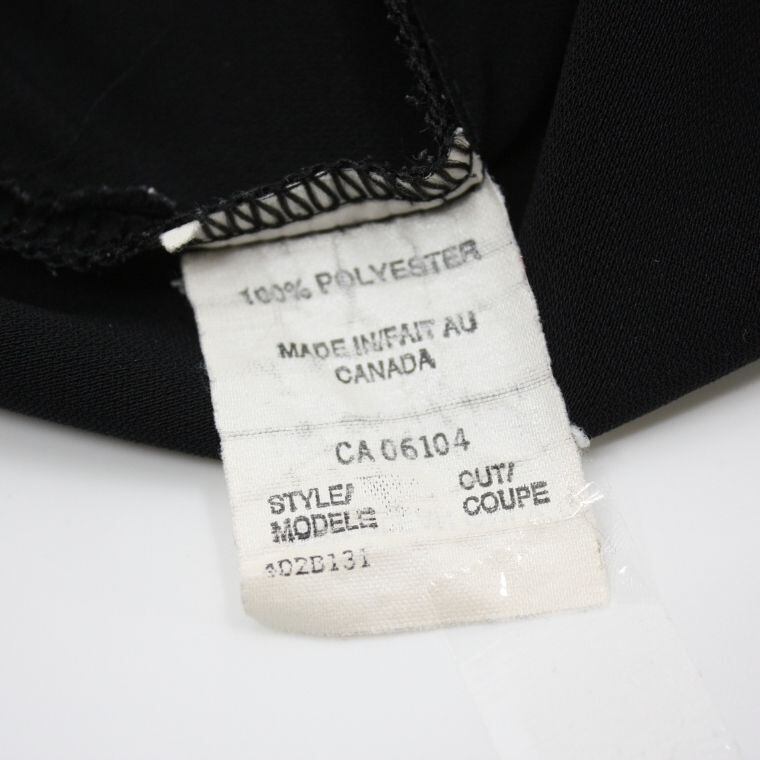 100% POLYESTER
MADE IN/FAIT AU
CANADA
CA 06104
STYLE/ CUT/
MODELE COUPE
4D2B131